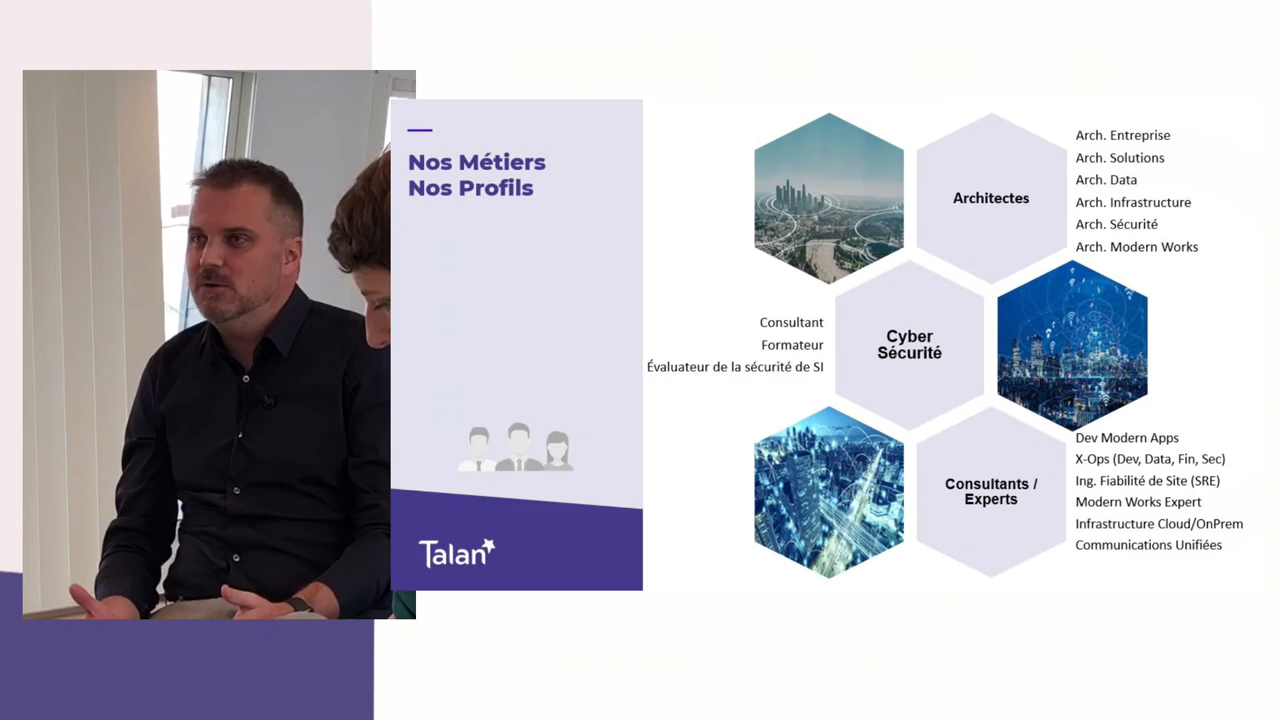 Nos Métiers
Nos Profils
Talan
Architectes
Arch. Entreprise
Arch. Solutions
Arch. Data
Arch. Infrastructure
Arch. Sécurité
Arch. Modern Works
Consultant
Formateur
Évaluateur de la sécurité de SI
Cyber
Sécurité
Consultants /
Experts
Dev Modern Apps
X-Ops (Dev, Data, Fin, Sec)
Ing. Fiabilité de Site (SRE)
Modern Works Expert
Infrastructure Cloud/OnPrem
Communications Unifiées